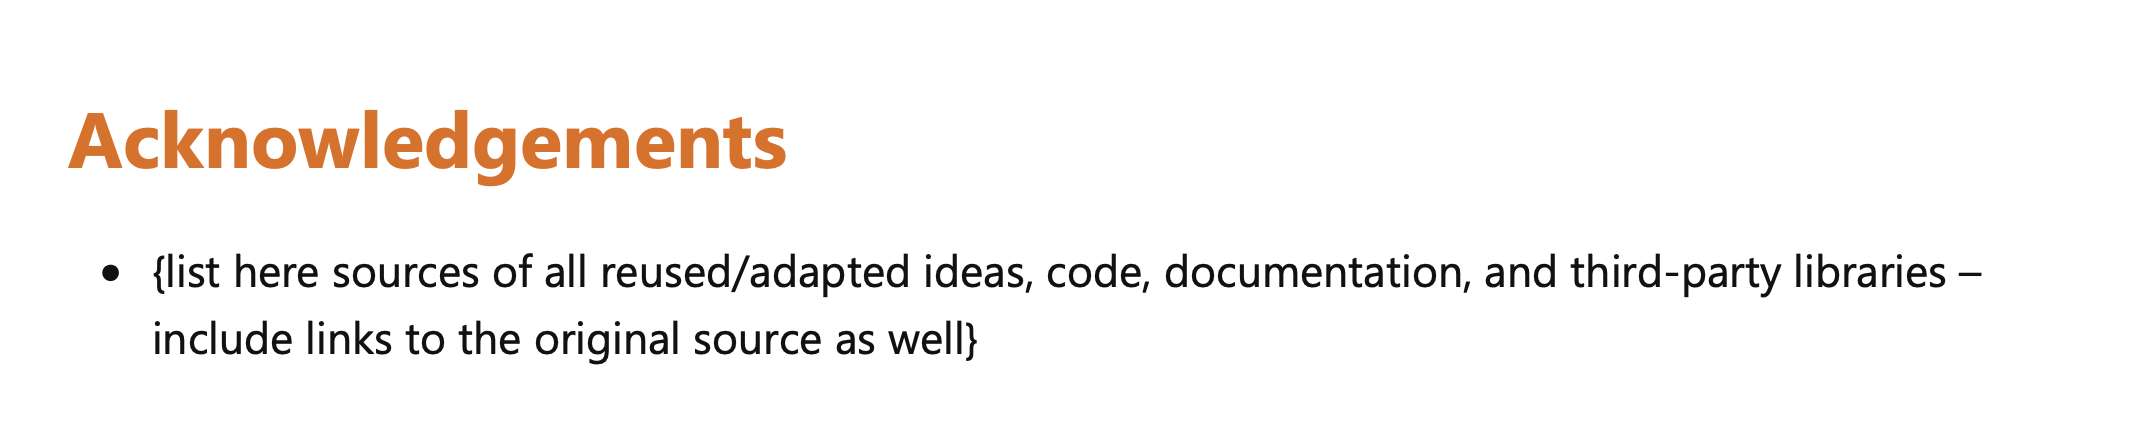 Acknowledgements
• {list here sources of all reused/adapted ideas, code, documentation, and third-party libraries –
include links to the original source as well}